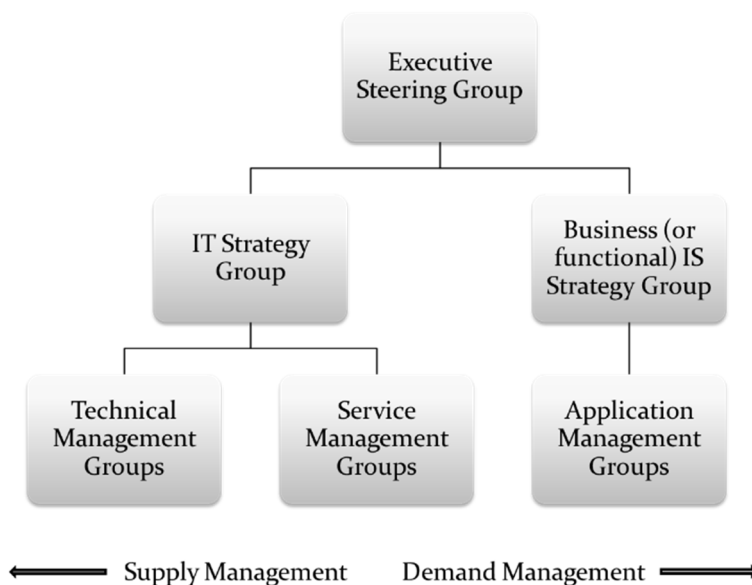 Executive
Steering Group
IT Strategy
Group
Business (or
functional) IS
Strategy Group
Technical
Management
Groups
Service
Management
Groups
Application
Management
Groups
Supply Management
Demand Management